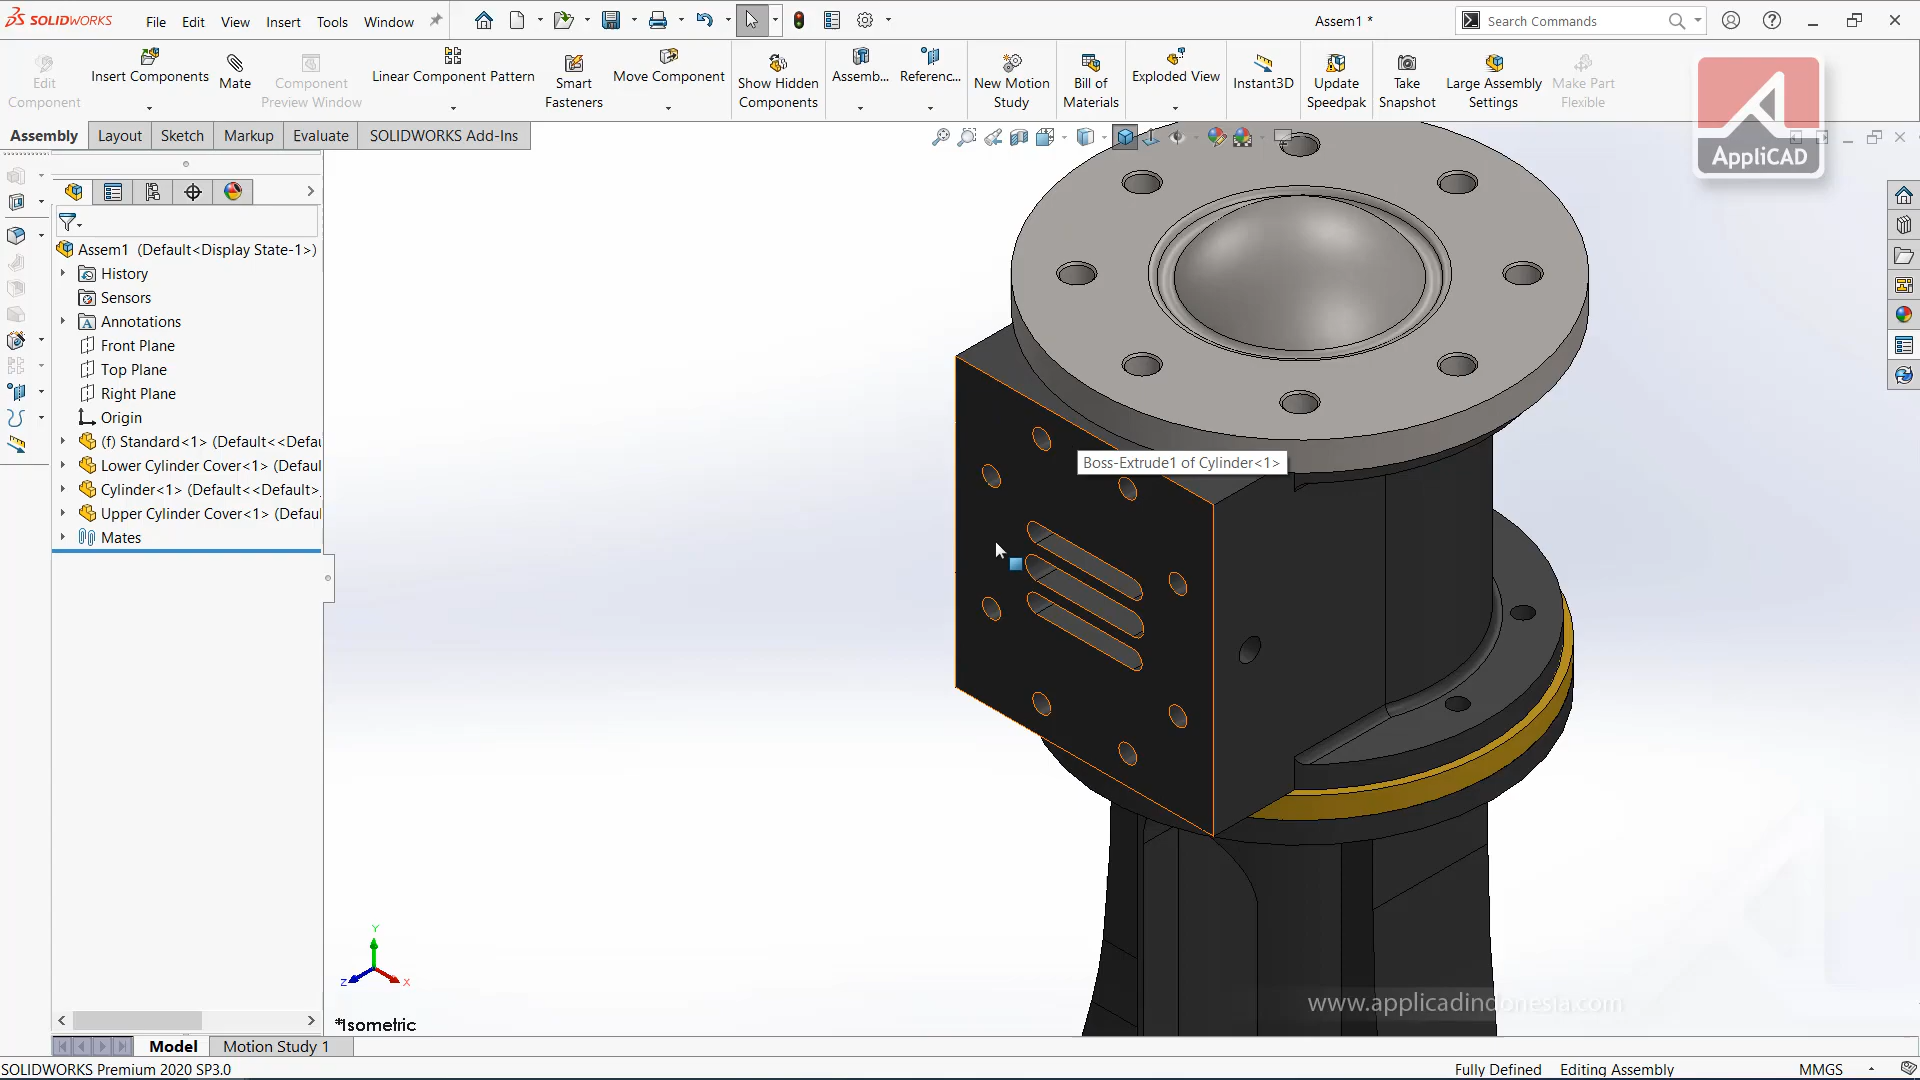 SOLIDWORKS
File Edit View Insert Tools Window
Assem1 *
Search Commands
Edit Component
Insert Components
Mate
Component Preview Window
Linear Component Pattern
Smart Fasteners
Move Component
Show Hidden Components
Assemb...
Referenc...
New Motion Study
Bill of Materials
Exploded View
Instant3D
Update Speedpak
Take Snapshot
Large Assembly Settings
Make Part Flexible
AppliCAD
Assembly Layout Sketch Markup Evaluate SOLIDWORKS Add-Ins
Assem1 (Default<Display State-1>)
History
Sensors
Annotations
Front Plane
Top Plane
Right Plane
Origin
(f) Standard<1> (Default<<Defau
Lower Cylinder Cover<1> (Defaul
Cylinder<1> (Default<<Default>
Upper Cylinder Cover<1> (Defaul
Mates
Boss-Extrude1 of Cylinder<1>
Y
Z
X
*Isometric
www.applicadindonesia.com
Model Motion Study 1
SOLIDWORKS Premium 2020 SP3.0
Fully Defined
Editing Assembly
MMGS